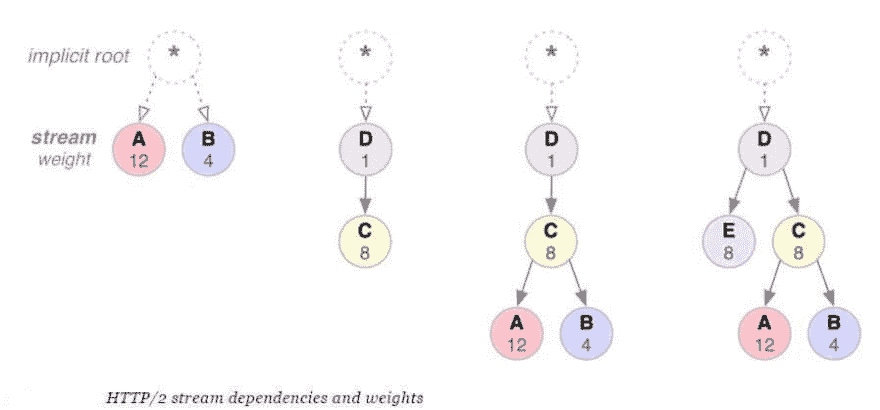 implicit root * * * *
stream A B D D D
weight 12 4 1 1 1
C C E C
8 8 8 8
A B A B
12 4 12 4
HTTP/2 stream dependencies and weights